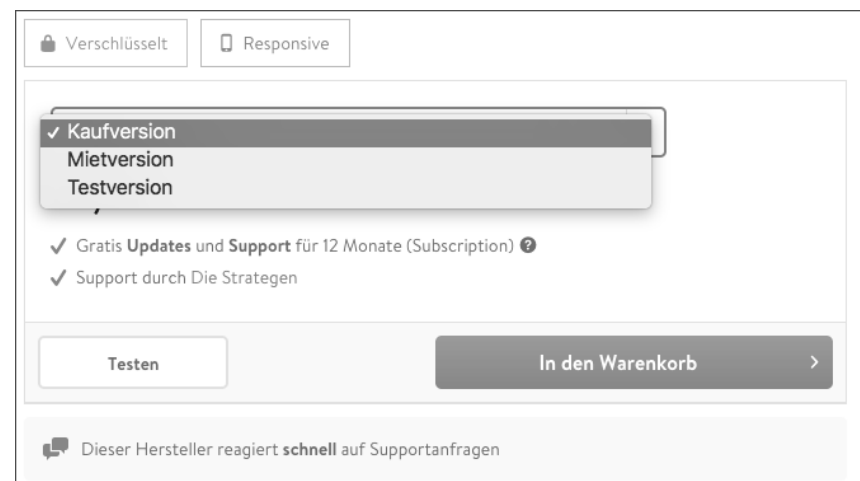 Verschlüsselt
Responsive
✓ Kaufversion
Mietversion
Testversion
Gratis Updates und Support für 12 Monate (Subscription) ?
Support durch Die Strategen
Testen
In den Warenkorb
Dieser Hersteller reagiert schnell auf Supportanfragen